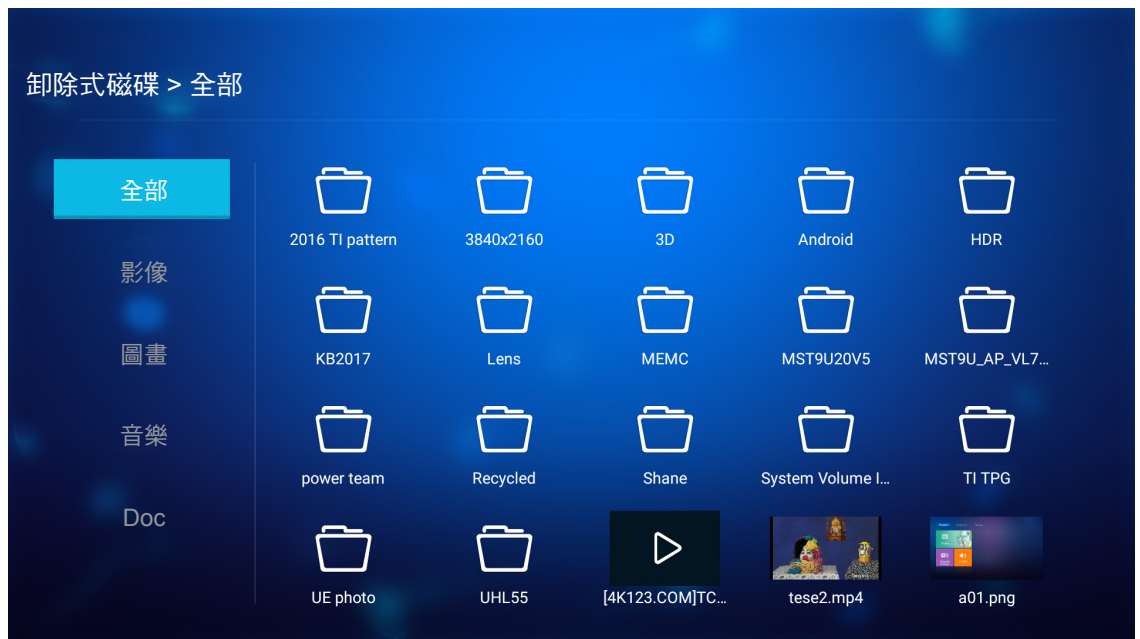 卸除式磁碟 > 全部
全部
影像
圖畫
音樂
Doc
2016 TI pattern
3840x2160
3D
Android
HDR
KB2017
Lens
MEMC
MST9U20V5
MST9U_AP_VL7...
power team
Recycled
Shane
System Volume I...
TI TPG
UE photo
UHL55
[4K123.COM]TC...
tese2.mp4
a01.png